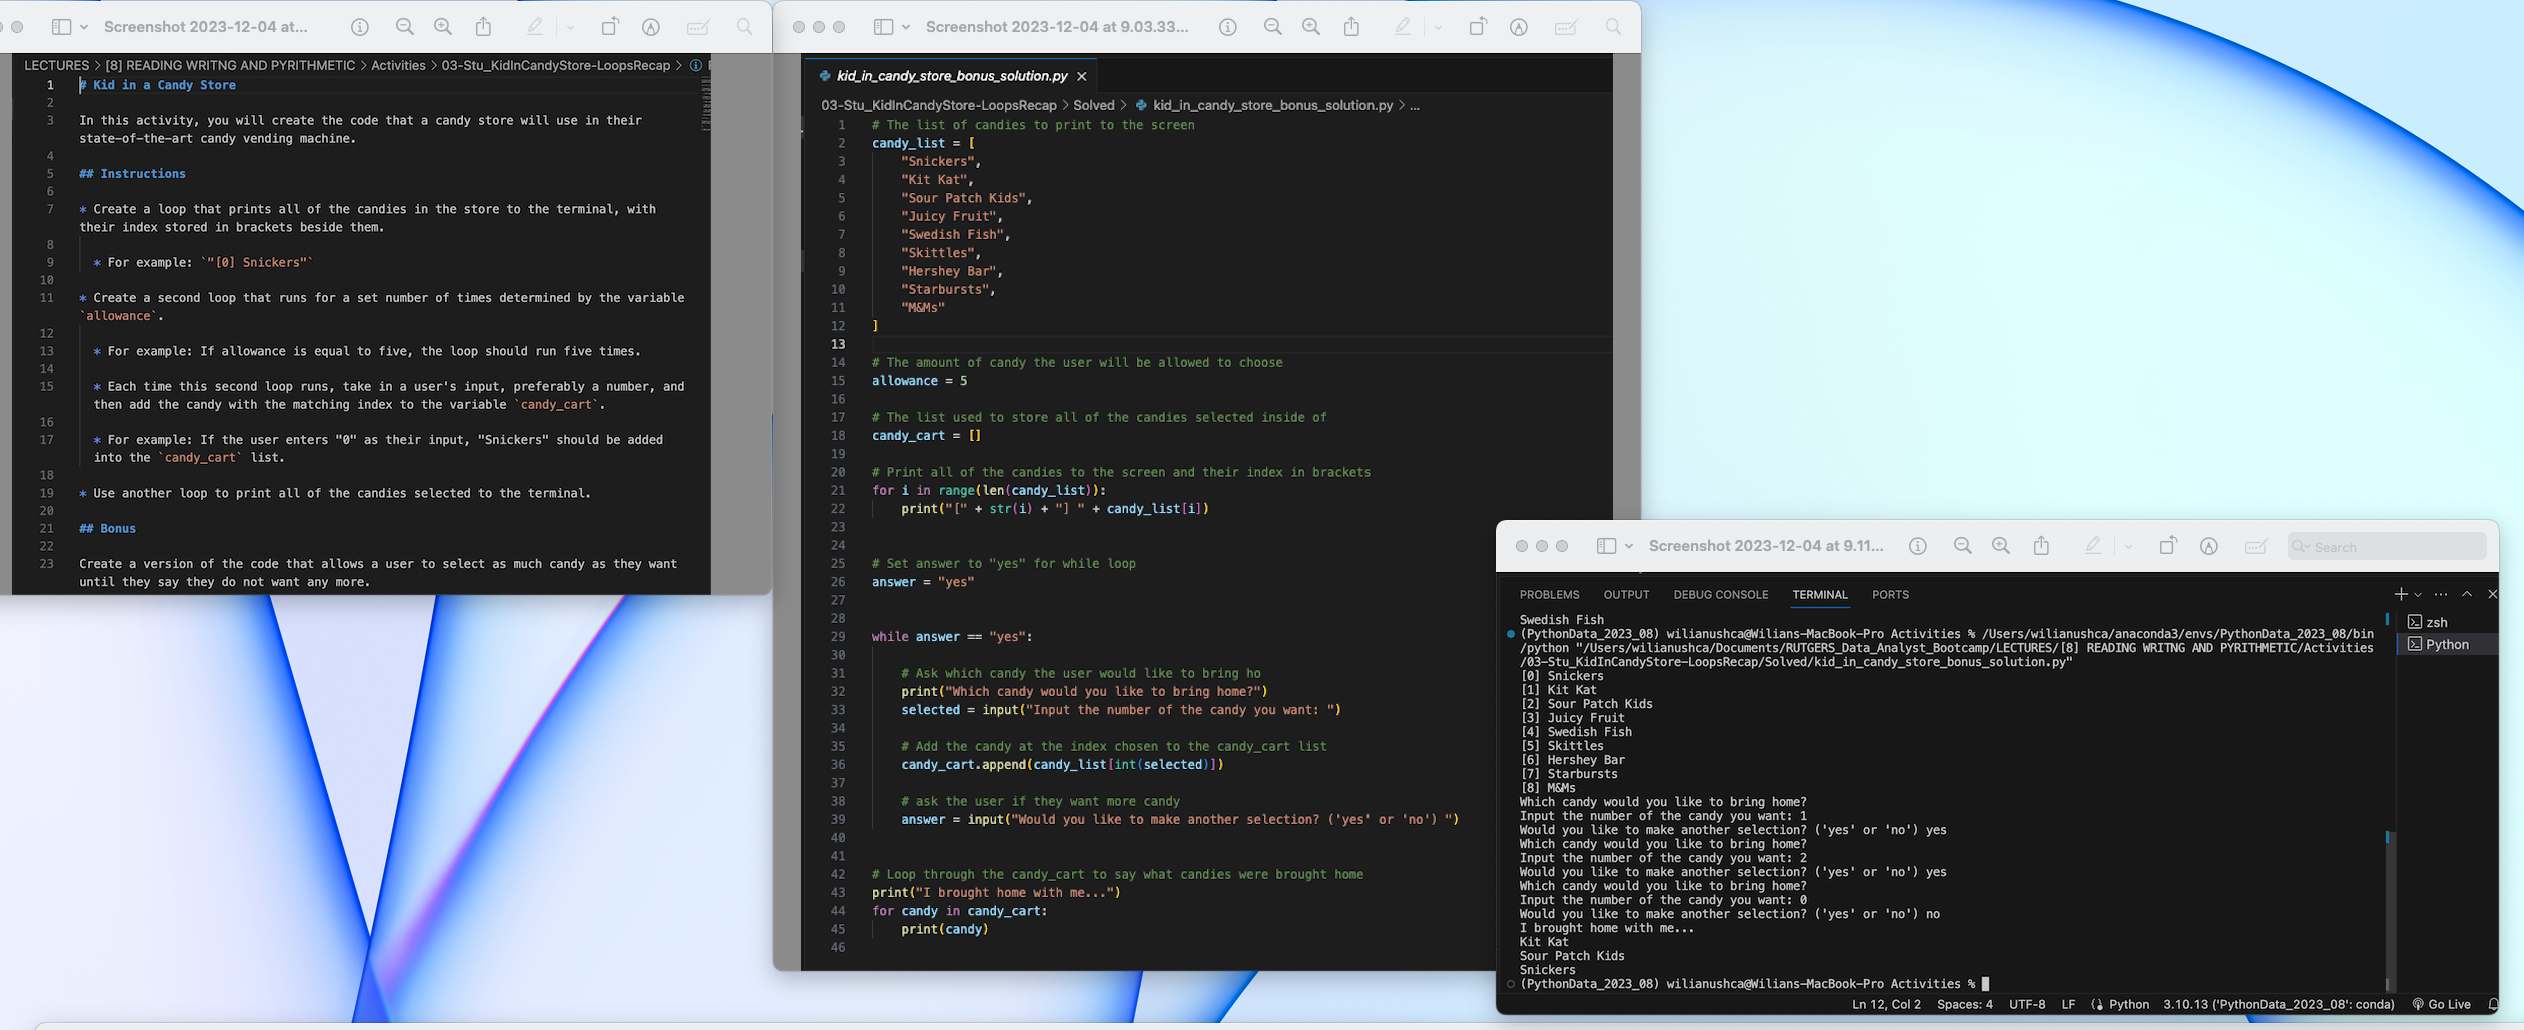 Screenshot 2023-12-04 at...
LECTURES > [8] READING WRITNG AND PYRITHMETIC > Activities > 03-Stu_KidInCandyStore-LoopsRecap >
1 # Kid in a Candy Store
2
3 In this activity, you will create the code that a candy store will use in their
state-of-the-art candy vending machine.
4
5 ## Instructions
6
7 * Create a loop that prints all of the candies in the store to the terminal, with
their index stored in brackets beside them.
8
9 * For example: `"[0] Snickers"`
10
11 * Create a second loop that runs for a set number of times determined by the variable
`allowance`.
12
13 * For example: If allowance is equal to five, the loop should run five times.
14
15 * Each time this second loop runs, take in a user's input, preferably a number, and
then add the candy with the matching index to the variable `candy_cart`.
16
17 * For example: If the user enters "0" as their input, "Snickers" should be added
into the `candy_cart` list.
18
19 * Use another loop to print all of the candies selected to the terminal.
20
21 ## Bonus
22
23 Create a version of the code that allows a user to select as much candy as they want
until they say they do not want any more.
Screenshot 2023-12-04 at 9.03.33...
kid_in_candy_store_bonus_solution.py ×
03-Stu_KidInCandyStore-LoopsRecap > Solved > kid_in_candy_store_bonus_solution.py > ...
1 # The list of candies to print to the screen
2 candy_list = [
3 "Snickers",
4 "Kit Kat",
5 "Sour Patch Kids",
6 "Juicy Fruit",
7 "Swedish Fish",
8 "Skittles",
9 "Hershey Bar",
10 "Starbursts",
11 "M&Ms"
12 ]
13
14 # The amount of candy the user will be allowed to choose
15 allowance = 5
16
17 # The list used to store all of the candies selected inside of
18 candy_cart = []
19
20 # Print all of the candies to the screen and their index in brackets
21 for i in range(len(candy_list)):
22 print("[" + str(i) + "] " + candy_list[i])
23
24
25 # Set answer to "yes" for while loop
26 answer = "yes"
27
28
29 while answer == "yes":
30
31 # Ask which candy the user would like to bring ho
32 print("Which candy would you like to bring home?")
33 selected = input("Input the number of the candy you want: ")
34
35 # Add the candy at the index chosen to the candy_cart list
36 candy_cart.append(candy_list[int(selected)])
37
38 # ask the user if they want more candy
39 answer = input("Would you like to make another selection? ('yes' or 'no') ")
40
41
42 # Loop through the candy_cart to say what candies were brought home
43 print("I brought home with me...")
44 for candy in candy_cart:
45 print(candy)
46
Screenshot 2023-12-04 at 9.11...
Search
PROBLEMS OUTPUT DEBUG CONSOLE TERMINAL PORTS
zsh
Python
Swedish Fish
(PythonData_2023_08) wilianushca@Wilians-MacBook-Pro Activities % /Users/wilianushca/anaconda3/envs/PythonData_2023_08/bin
/python "/Users/wilianushca/Documents/RUTGERS_Data_Analyst_Bootcamp/LECTURES/[8] READING WRITNG AND PYRITHMETIC/Activities
/03-Stu_KidInCandyStore-LoopsRecap/Solved/kid_in_candy_store_bonus_solution.py"
[0] Snickers
[1] Kit Kat
[2] Sour Patch Kids
[3] Juicy Fruit
[4] Swedish Fish
[5] Skittles
[6] Hershey Bar
[7] Starbursts
[8] M&Ms
Which candy would you like to bring home?
Input the number of the candy you want: 1
Would you like to make another selection? ('yes' or 'no') yes
Which candy would you like to bring home?
Input the number of the candy you want: 2
Would you like to make another selection? ('yes' or 'no') yes
Which candy would you like to bring home?
Input the number of the candy you want: 0
Would you like to make another selection? ('yes' or 'no') no
I brought home with me...
Kit Kat
Sour Patch Kids
Snickers
(PythonData_2023_08) wilianushca@Wilians-MacBook-Pro Activities %
Ln 12, Col 2 Spaces: 4 UTF-8 LF Python 3.10.13 ('PythonData_2023_08': conda) Go Live